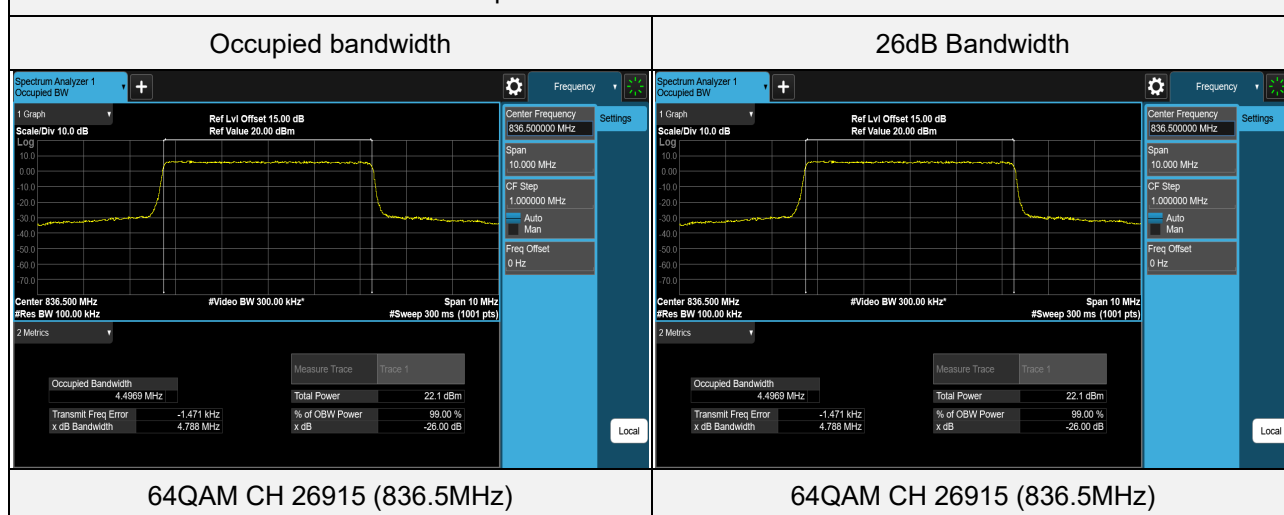 Occupied bandwidth
26dB Bandwidth
Spectrum Analyzer 1
Occupied BW
+
Frequency
1 Graph
Scale/Div 10.0 dB
Ref Lvl Offset 15.00 dB
Ref Value 20.00 dBm
Log
10.0
0.00
-10.0
-20.0
-30.0
-40.0
-50.0
-60.0
-70.0
Center 836.500 MHz
#Res BW 100.00 kHz
#Video BW 300.00 kHz*
Span 10 MHz
#Sweep 300 ms (1001 pts)
Center Frequency
836.500000 MHz
Span
10.000 MHz
CF Step
1.000000 MHz
Auto
Man
Freq Offset
0 Hz
Settings
Local
2 Metrics
Measure Trace Trace 1
Occupied Bandwidth
4.4969 MHz
Total Power 22.1 dBm
Transmit Freq Error -1.471 kHz
% of OBW Power 99.00 %
x dB Bandwidth 4.788 MHz
x dB -26.00 dB
Spectrum Analyzer 1
Occupied BW
+
Frequency
1 Graph
Scale/Div 10.0 dB
Ref Lvl Offset 15.00 dB
Ref Value 20.00 dBm
Log
10.0
0.00
-10.0
-20.0
-30.0
-40.0
-50.0
-60.0
-70.0
Center 836.500 MHz
#Res BW 100.00 kHz
#Video BW 300.00 kHz*
Span 10 MHz
#Sweep 300 ms (1001 pts)
Center Frequency
836.500000 MHz
Span
10.000 MHz
CF Step
1.000000 MHz
Auto
Man
Freq Offset
0 Hz
Settings
Local
2 Metrics
Measure Trace Trace 1
Occupied Bandwidth
4.4969 MHz
Total Power 22.1 dBm
Transmit Freq Error -1.471 kHz
% of OBW Power 99.00 %
x dB Bandwidth 4.788 MHz
x dB -26.00 dB
64QAM CH 26915 (836.5MHz)
64QAM CH 26915 (836.5MHz)